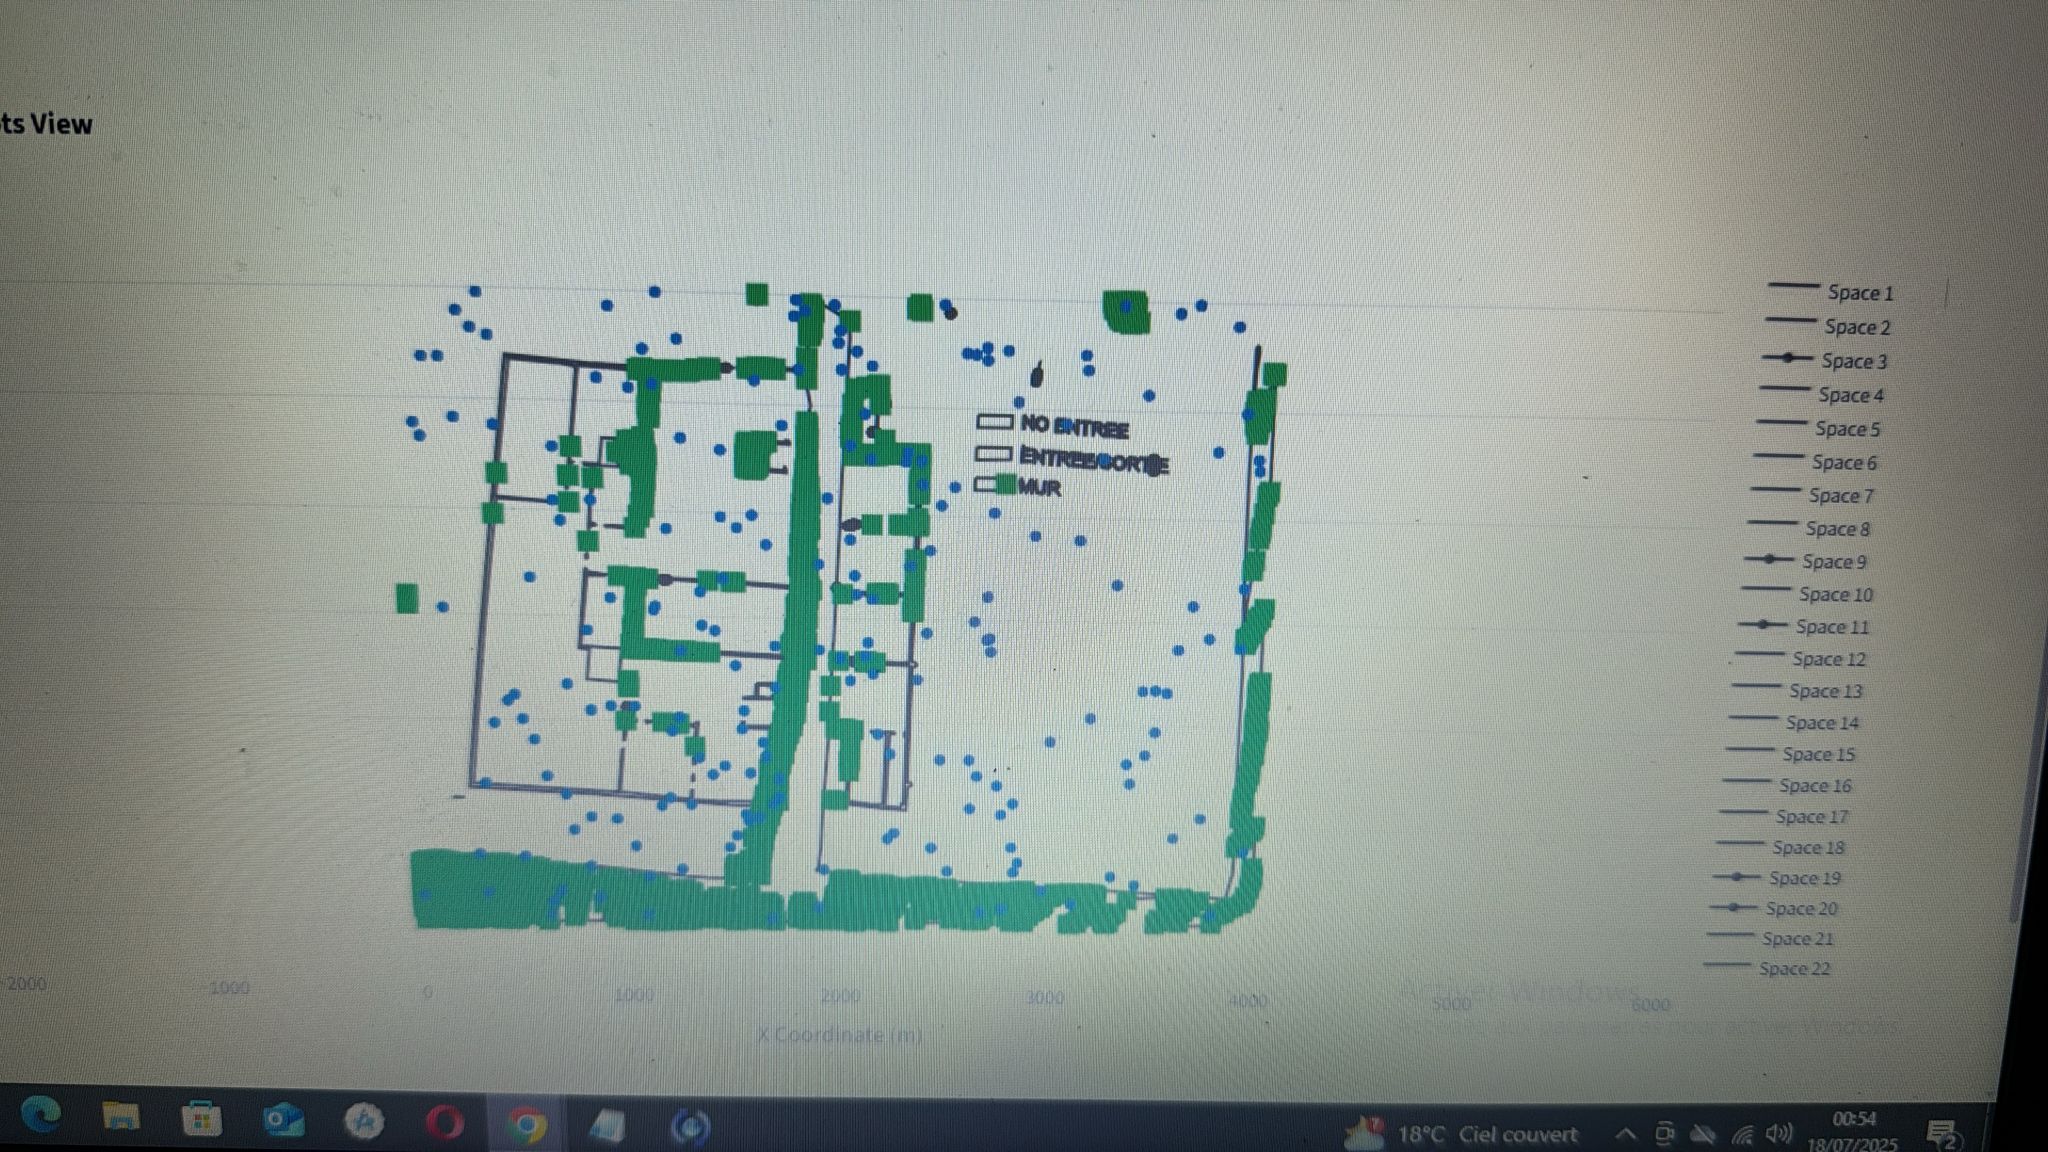 ts View
NO ENTREE
ENTREE/SORTIE
MUR
Space 1
Space 2
Space 3
Space 4
Space 5
Space 6
Space 7
Space 8
Space 9
Space 10
Space 11
Space 12
Space 13
Space 14
Space 15
Space 16
Space 17
Space 18
Space 19
Space 20
Space 21
Space 22
2000 1000 0 1000 2000 3000 4000 5000 6000
X Coordinate (m)
Activer Windows
18°C Ciel couvert
00:54
18/07/2025
2